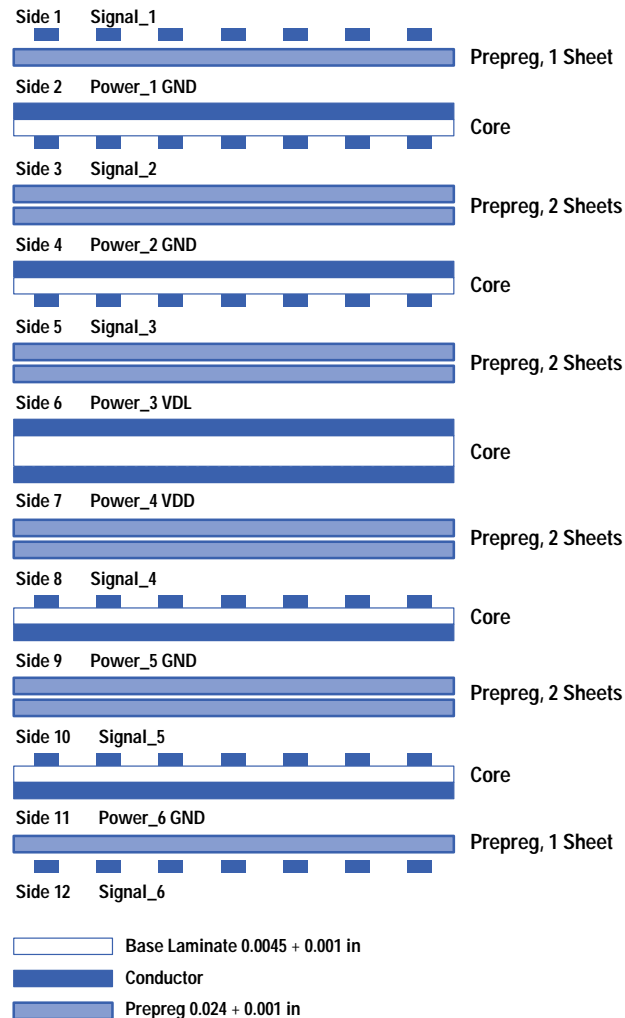 Side 1 Signal_1
Prepreg, 1 Sheet
Side 2 Power_1 GND
Core
Side 3 Signal_2
Prepreg, 2 Sheets
Side 4 Power_2 GND
Core
Side 5 Signal_3
Prepreg, 2 Sheets
Side 6 Power_3 VDL
Core
Side 7 Power_4 VDD
Prepreg, 2 Sheets
Side 8 Signal_4
Core
Side 9 Power_5 GND
Prepreg, 2 Sheets
Side 10 Signal_5
Core
Side 11 Power_6 GND
Prepreg, 1 Sheet
Side 12 Signal_6
Base Laminate 0.0045 + 0.001 in
Conductor
Prepreg 0.024 + 0.001 in